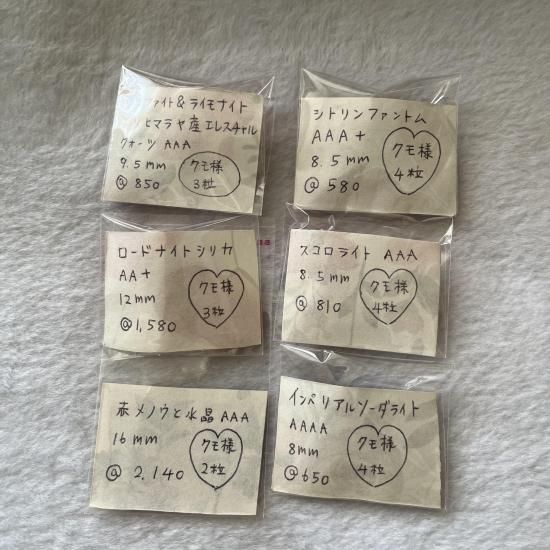 ァイト&ライモナイト
ヒマラヤ産エレスチャル
クォーツ AAA
9.5mm
@850
クモ様
3粒
シトリンファントム
AAA+
8.5mm
@580
クモ様
4粒
ロードナイトシリカ
AA+
12mm
@1,580
クモ様
3粒
スコロライト AAA
8.5mm
@810
クモ様
4粒
赤メノウと水晶AAA
16mm
@2,140
クモ様
2粒
インペリアルソーダライト
AAAA
8mm
@650
クモ様
4粒